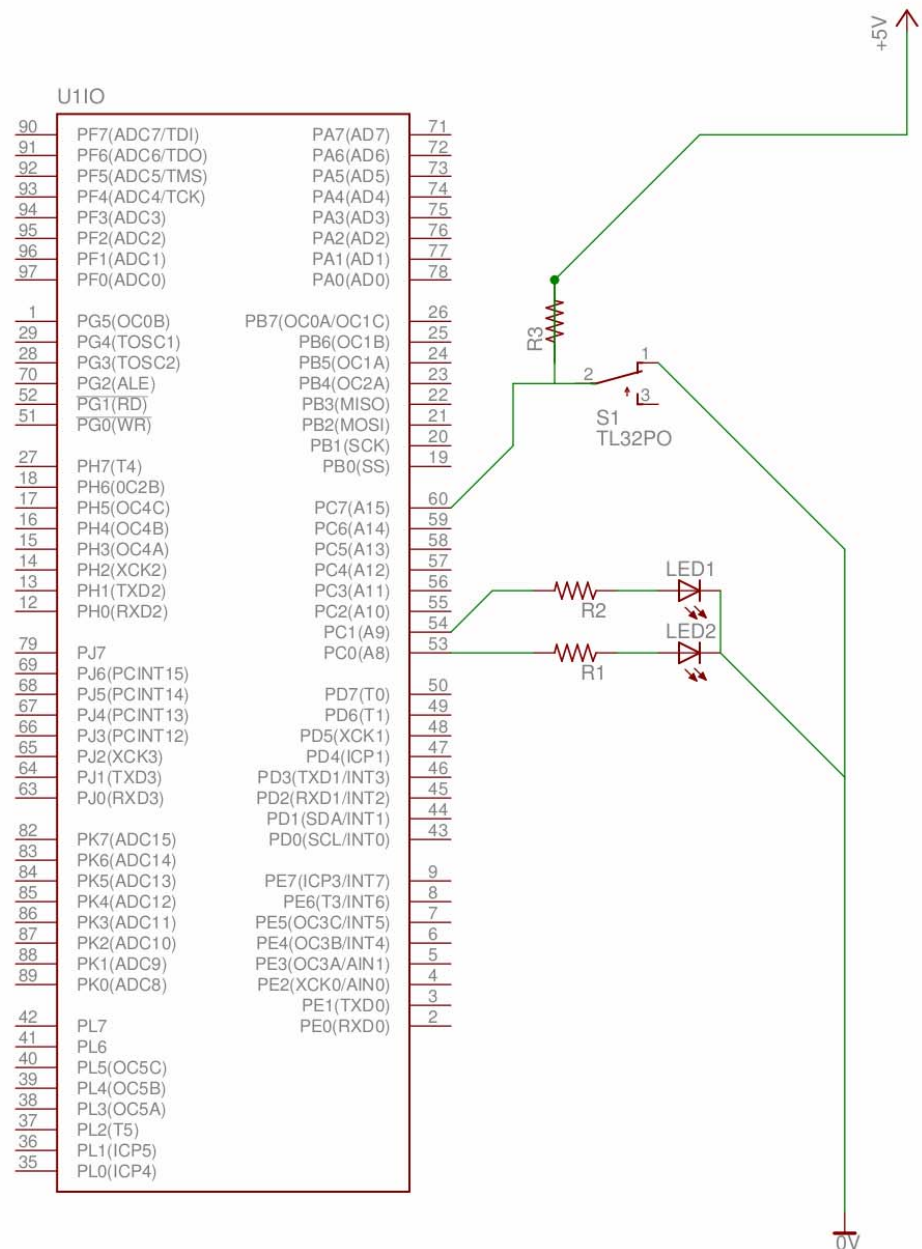 +5V
U1IO
90 PF7(ADC7/TDI) PA7(AD7) 71
91 PF6(ADC6/TDO) PA6(AD6) 72
92 PF5(ADC5/TMS) PA5(AD5) 73
93 PF4(ADC4/TCK) PA4(AD4) 74
94 PF3(ADC3) PA3(AD3) 75
95 PF2(ADC2) PA2(AD2) 76
96 PF1(ADC1) PA1(AD1) 77
97 PF0(ADC0) PA0(AD0) 78
1 PG5(OC0B) PB7(OC0A/OC1C) 26
29 PG4(TOSC1) PB6(OC1B) 25
28 PG3(TOSC2) PB5(OC1A) 24
70 PG2(ALE) PB4(OC2A) 23
52 PG1(RD) PB3(MISO) 22
51 PG0(WR) PB2(MOSI) 21
PB1(SCK) 20
27 PH7(T4) PB0(SS) 19
18 PH6(0C2B)
17 PH5(OC4C) PC7(A15) 60
16 PH4(OC4B) PC6(A14) 59
15 PH3(OC4A) PC5(A13) 58
14 PH2(XCK2) PC4(A12) 57
13 PH1(TXD2) PC3(A11) 56
12 PH0(RXD2) PC2(A10) 55
PC1(A9) 54
79 PJ7 PC0(A8) 53
69 PJ6(PCINT15)
68 PJ5(PCINT14) PD7(T0) 50
67 PJ4(PCINT13) PD6(T1) 49
66 PJ3(PCINT12) PD5(XCK1) 48
65 PJ2(XCK3) PD4(ICP1) 47
64 PJ1(TXD3) PD3(TXD1/INT3) 46
63 PJ0(RXD3) PD2(RXD1/INT2) 45
PD1(SDA/INT1) 44
82 PK7(ADC15) PD0(SCL/INT0) 43
83 PK6(ADC14)
84 PK5(ADC13) PE7(ICP3/INT7) 9
85 PK4(ADC12) PE6(T3/INT6) 8
86 PK3(ADC11) PE5(OC3C/INT5) 7
87 PK2(ADC10) PE4(OC3B/INT4) 6
88 PK1(ADC9) PE3(OC3A/AIN1) 5
89 PK0(ADC8) PE2(XCK0/AIN0) 4
PE1(TXD0) 3
42 PL7 PE0(RXD0) 2
41 PL6
40 PL5(OC5C)
39 PL4(OC5B)
38 PL3(OC5A)
37 PL2(T5)
36 PL1(ICP5)
35 PL0(ICP4)
R3
1
2
3
S1
TL32PO
LED1
R2
LED2
R1
0V